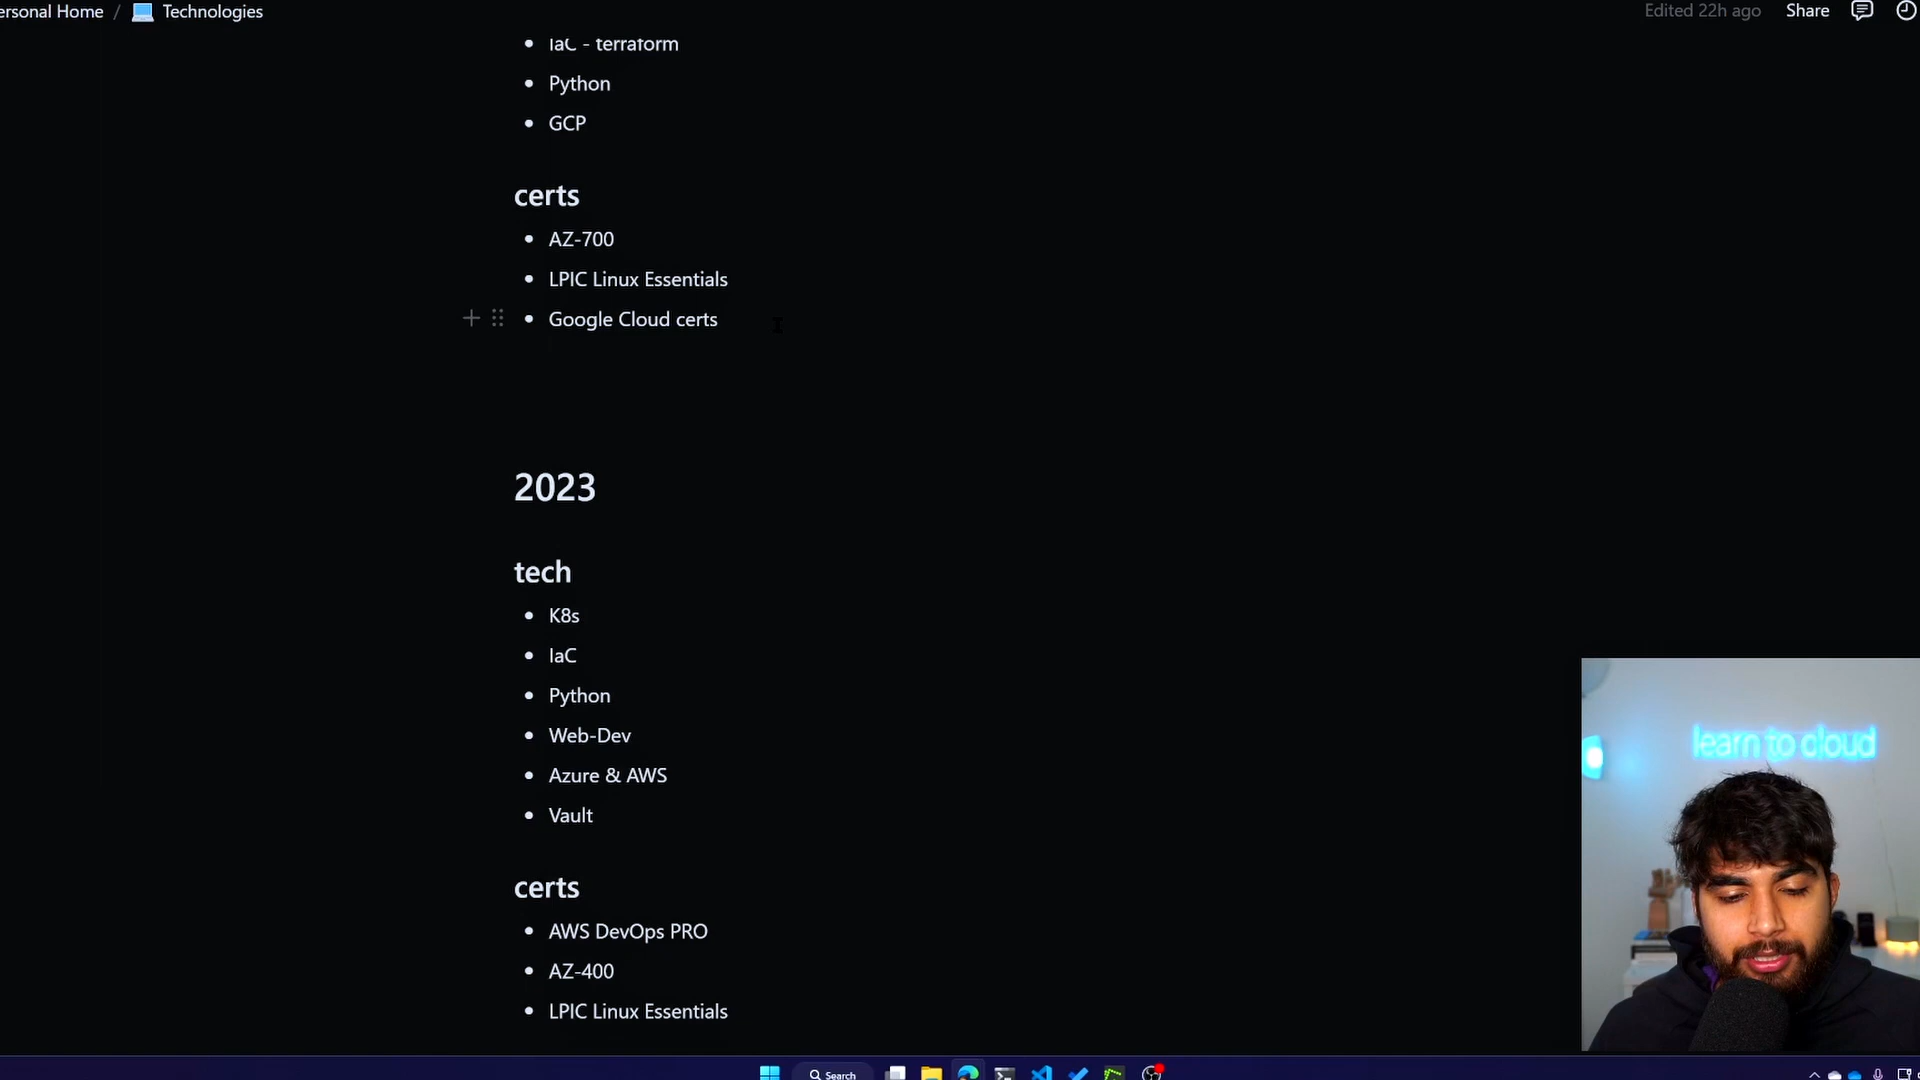 ersonal Home / Technologies
Edited 22h ago Share
IaC - terraform
Python
GCP
certs
AZ-700
LPIC Linux Essentials
Google Cloud certs
2023
tech
K8s
IaC
Python
Web-Dev
Azure & AWS
Vault
certs
AWS DevOps PRO
AZ-400
LPIC Linux Essentials
learn to cloud
Search